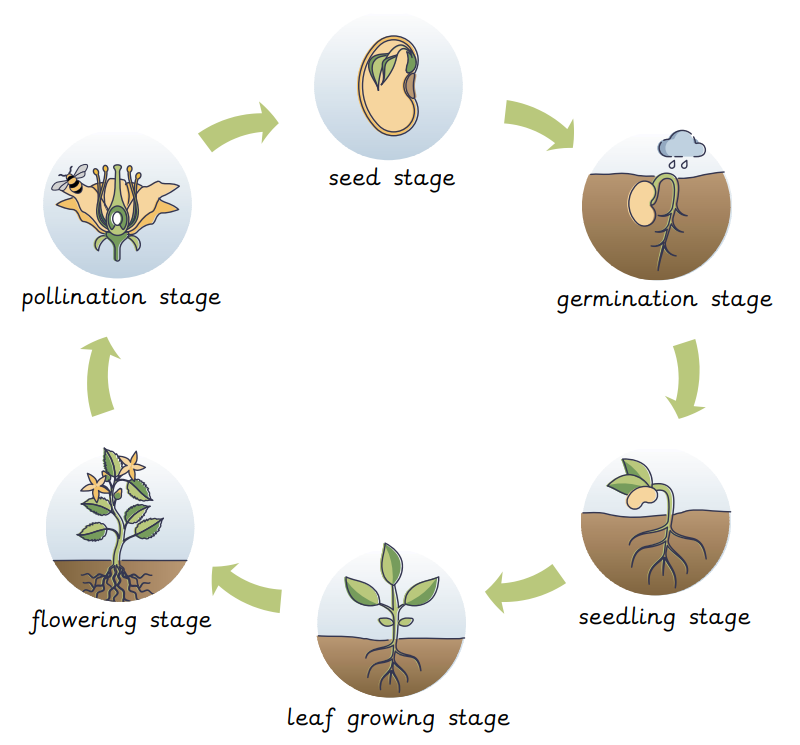 seed stage
germination stage
seedling stage
leaf growing stage
flowering stage
pollination stage